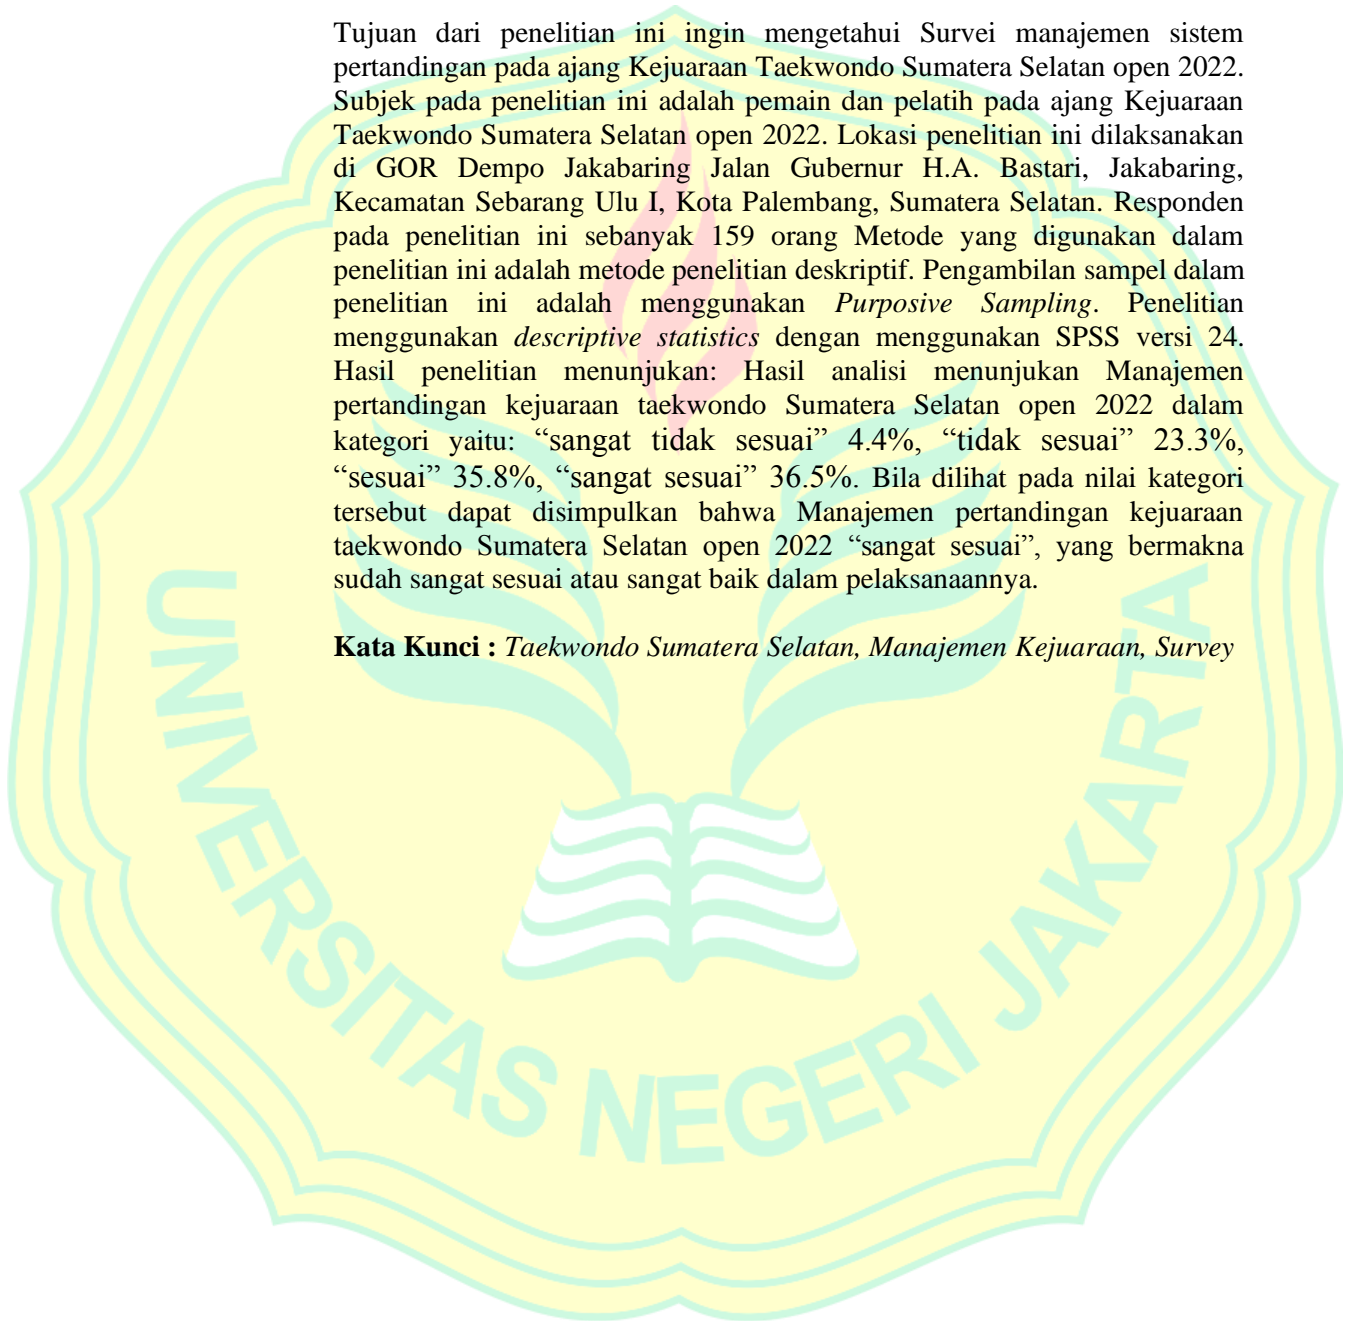 Tujuan dari penelitian ini ingin mengetahui Survei manajemen sistem
pertandingan pada ajang Kejuaraan Taekwondo Sumatera Selatan open 2022.
Subjek pada penelitian ini adalah pemain dan pelatih pada ajang Kejuaraan
Taekwondo Sumatera Selatan open 2022. Lokasi penelitian ini dilaksanakan
di GOR Dempo Jakabaring Jalan Gubernur H.A. Bastari, Jakabaring,
Kecamatan Sebarang Ulu I, Kota Palembang, Sumatera Selatan. Responden
pada penelitian ini sebanyak 159 orang Metode yang digunakan dalam
penelitian ini adalah metode penelitian deskriptif. Pengambilan sampel dalam
penelitian ini adalah menggunakan Purposive Sampling. Penelitian
menggunakan descriptive statistics dengan menggunakan SPSS versi 24.
Hasil penelitian menunjukan: Hasil analisi menunjukan Manajemen
pertandingan kejuaraan taekwondo Sumatera Selatan open 2022 dalam
kategori yaitu: “sangat tidak sesuai” 4.4%, “tidak sesuai” 23.3%,
“sesuai” 35.8%, “sangat sesuai” 36.5%. Bila dilihat pada nilai kategori
tersebut dapat disimpulkan bahwa Manajemen pertandingan kejuaraan
taekwondo Sumatera Selatan open 2022 “sangat sesuai”, yang bermakna
sudah sangat sesuai atau sangat baik dalam pelaksanaannya.
Kata Kunci : Taekwondo Sumatera Selatan, Manajemen Kejuaraan, Survey
UNIVERSITAS NEGERI JAKARTA